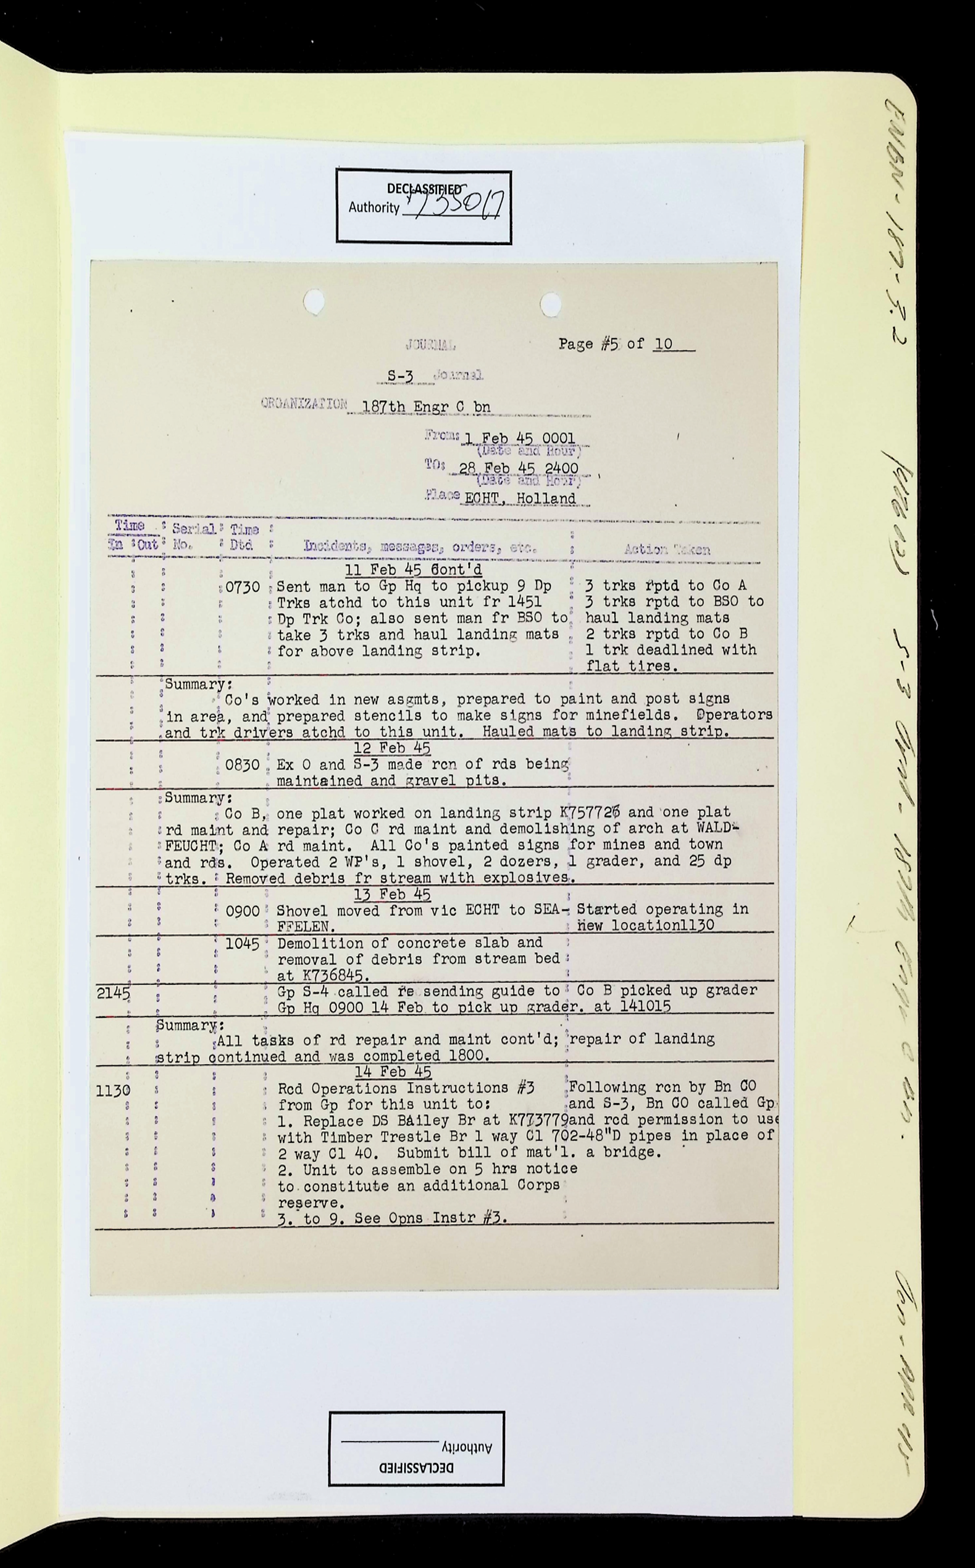 DECLASSIFIED
Authority 735017
JOURNAL
Page #5 of 10
S-3 Journal
ORGANIZATION 187th Engr C bn
From: 1 Feb 45 0001
(Date and Hour)
TO: 28 Feb 45 2400
(Date and Hour)
Place ECHT, Holland
Time Serial Time
In Out No. Dtd Incidents, messages, orders, etc. Action Taken
11 Feb 45 Cont'd
0730 Sent man to Gp Hq to pickup 9 Dp 3 trks rptd to Co A
Trks atchd to this unit fr 1451 3 trks rptd to BSO to
Dp Trk Co; also sent man fr BSO to haul landing mats
take 3 trks and haul landing mats 2 trks rptd to Co B
for above landing strip. 1 trk deadlined with
flat tires.
Summary:
Co's worked in new asgmts, prepared to paint and post signs
in area, and prepared stencils to make signs for minefields. Operators
and trk drivers atchd to this unit. Hauled mats to landing strip.
12 Feb 45
0830 Ex O and S-3 made rcn of rds being
maintained and gravel pits.
Summary:
Co B, one plat worked on landing strip K757726 and one plat
rd maint and repair; Co C rd maint and demolishing of arch at WALD-
FEUCHT; Co A rd maint. All Co's painted signs for mines and town
and rds. Operated 2 WP's, 1 shovel, 2 dozers, 1 grader, and 25 dp
trks. Removed debris fr stream with explosives.
13 Feb 45
0900 Shovel moved from vic ECHT to SEA- Started operating in
FFELEN. new location1130
1045 Demolition of concrete slab and
removal of debris from stream bed
at K736845.
2145 Gp S-4 called re sending guide to Co B picked up grader
Gp Hq 0900 14 Feb to pick up grader. at 141015
Summary:
All tasks of rd repair and maint cont'd; repair of landing
strip continued and was completed 1800.
14 Feb 45
1130 Rcd Operations Instructions #3 Following rcn by Bn CO
from Gp for this unit to: and S-3, Bn CO called Gp
1. Replace DS BAiley Br at K773779 and rcd permission to use
with Timber Trestle Br 1 way Cl 70 2-48"D pipes in place of
2 way Cl 40. Submit bill of mat'l. a bridge.
2. Unit to assemble on 5 hrs notice
to constitute an additional Corps
reserve.
3. to 9. See Opns Instr #3.
DECLASSIFIED
Authority
ENBN-187-3.2
S-3 Jrnl - 187th Engr C Bn.
Jan-Apr 45